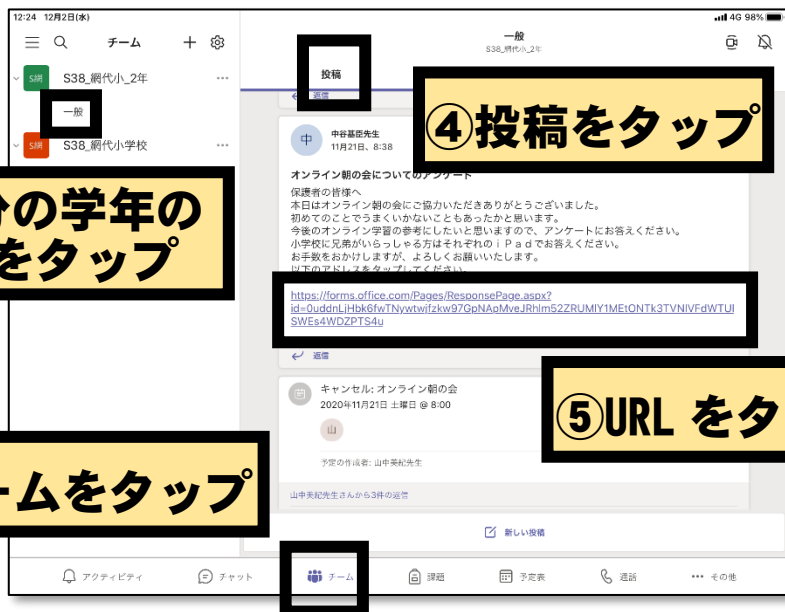 12:24 12月2日(水)
4G 98%
チーム
S網 S38_網代小_2年
一般
S網 S38_網代小学校
一般
S38_網代小_2年
投稿
返信
④投稿をタップ
中 中谷基臣先生
11月21日、8:38
オンライン朝の会についてのアンケート
保護者の皆様へ
本日はオンライン朝の会にご協力いただきありがとうございました。
初めてのことでうまくいかないこともあったかと思います。
今後のオンライン学習の参考にしたいと思いますので、アンケートにお答えください。
小学校に兄弟がいらっしゃる方はそれぞれのiPadでお答えください。
お手数をおかけしますが、よろしくお願いいたします。
以下のアドレスをタップしてください。
https://forms.office.com/Pages/ResponsePage.aspx?
id=0uddnLjHbk6fwTNywtwjfzkw97GpNApMveJRhlm52ZRUMlY1MEtONTk3TVNIVFdWTUl
SWEs4WDZPTS4u
返信
分の学年の
をタップ
キャンセル: オンライン朝の会
2020年11月21日 土曜日 @ 8:00
山
予定の作成者: 山中美紀先生
山中美紀先生さんから3件の返信
⑤URL をタ
ームをタップ
新しい投稿
アクティビティ
チャット
チーム
課題
予定表
通話
その他